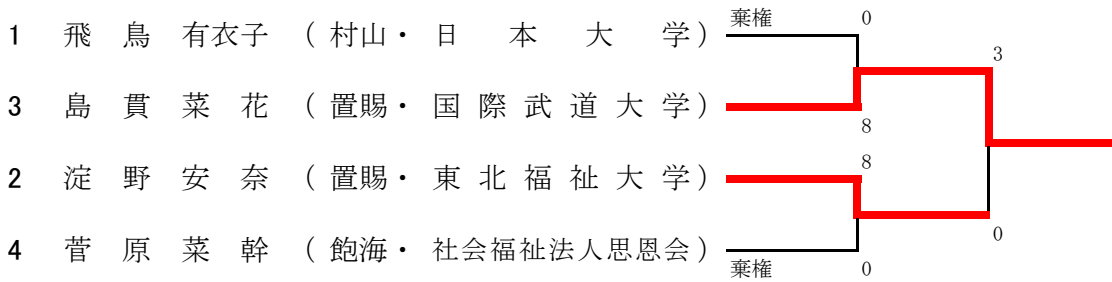 棄権 0
1 飛鳥 有衣子 (村山・日本大学)
3
3 島貫菜花 (置賜・国際武道大学)
8
8
2 淀野安奈 (置賜・東北福祉大学)
0
4 菅原菜幹 (飽海・社会福祉法人思恩会)
棄権 0